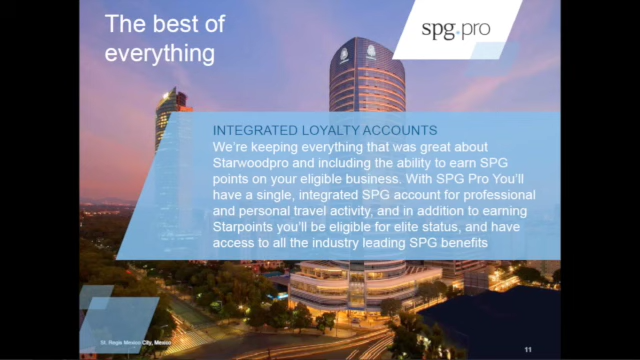 The best of
everything
spg.pro
INTEGRATED LOYALTY ACCOUNTS
We're keeping everything that was great about
Starwoodpro and including the ability to earn SPG
points on your eligible business. With SPG Pro You'll
have a single, integrated SPG account for professional
and personal travel activity, and in addition to earning
Starpoints you'll be eligible for elite status, and have
access to all the industry leading SPG benefits
St. Regis Mexico City, Mexico
11